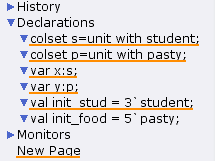 History
Declarations
colset s=unit with student;
colset p=unit with pasty;
var x:s;
var y:p;
val init_stud = 3`student;
val init_food = 5`pasty;
Monitors
New Page